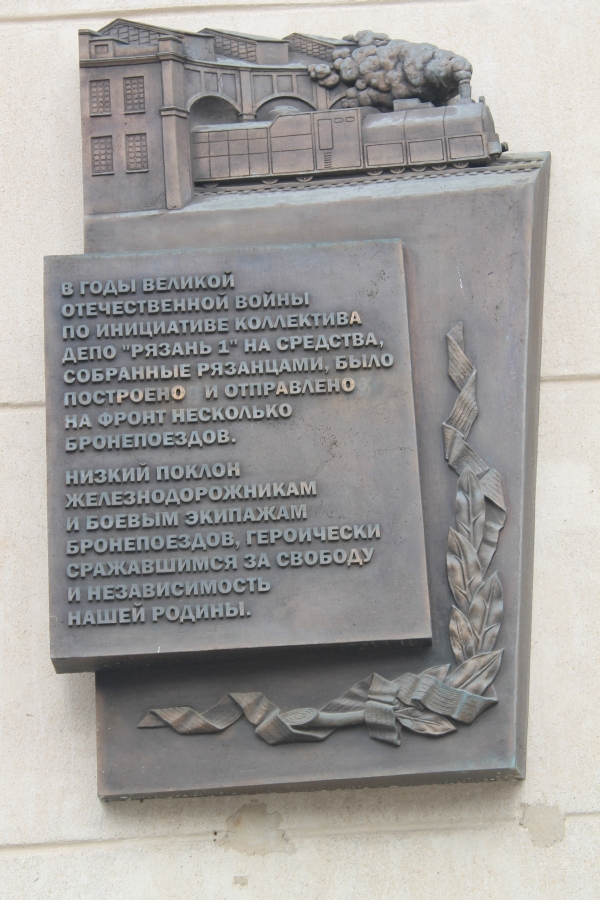 В ГОДЫ ВЕЛИКОЙ
ОТЕЧЕСТВЕННОЙ ВОЙНЫ
ПО ИНИЦИАТИВЕ КОЛЛЕКТИВА
ДЕПО "РЯЗАНЬ 1" НА СРЕДСТВА,
СОБРАННЫЕ РЯЗАНЦАМИ, БЫЛО
ПОСТРОЕНО И ОТПРАВЛЕНО
НА ФРОНТ НЕСКОЛЬКО
БРОНЕПОЕЗДОВ.
НИЗКИЙ ПОКЛОН
ЖЕЛЕЗНОДОРОЖНИКАМ
И БОЕВЫМ ЭКИПАЖАМ
БРОНЕПОЕЗДОВ, ГЕРОИЧЕСКИ
СРАЖАВШИМСЯ ЗА СВОБОДУ
И НЕЗАВИСИМОСТЬ
НАШЕЙ РОДИНЫ.